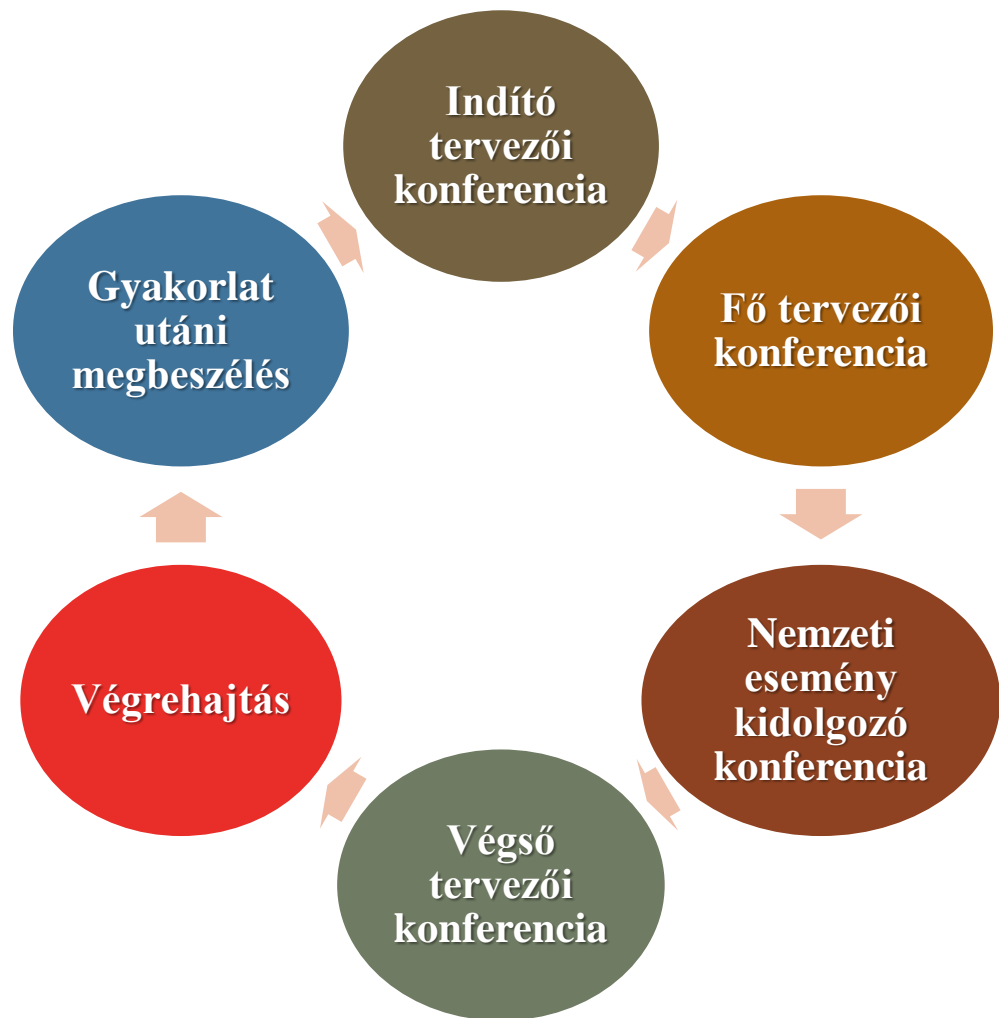 Indító
tervezői
konferencia
Fő tervezői
konferencia
Nemzeti
esemény
kidolgozó
konferencia
Végső
tervezői
konferencia
Végrehajtás
Gyakorlat
utáni
megbeszélés